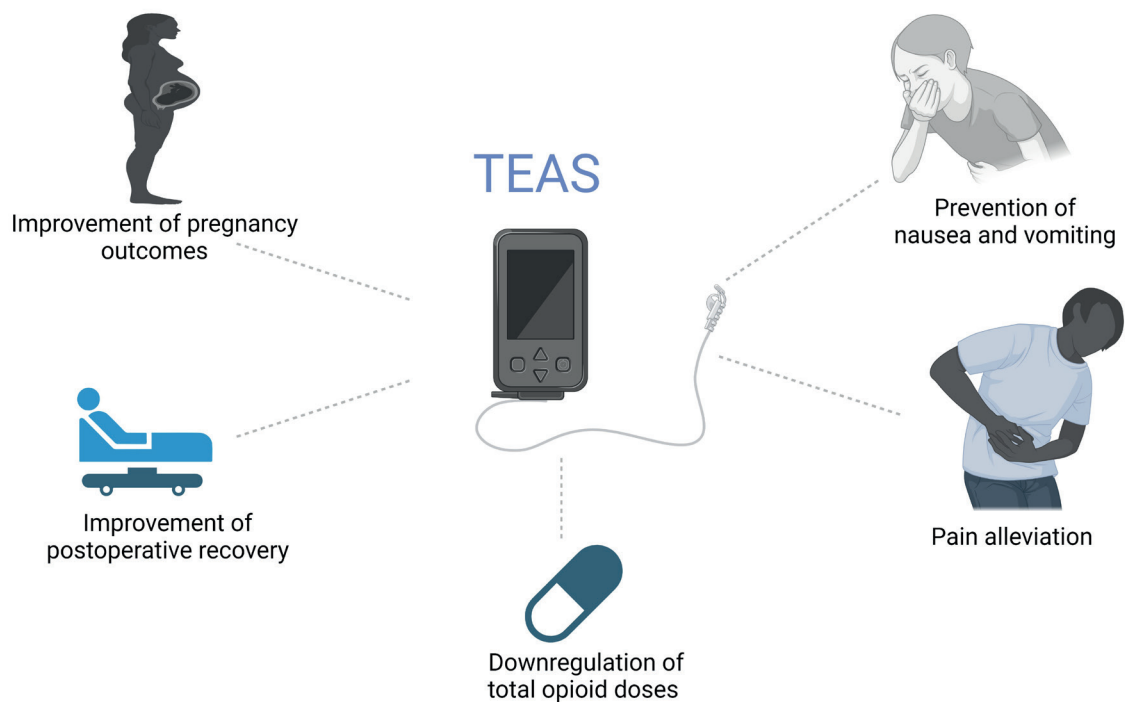 TEAS
Improvement of pregnancy
outcomes
Prevention of
nausea and vomiting
Improvement of
postoperative recovery
Pain alleviation
Downregulation of
total opioid doses